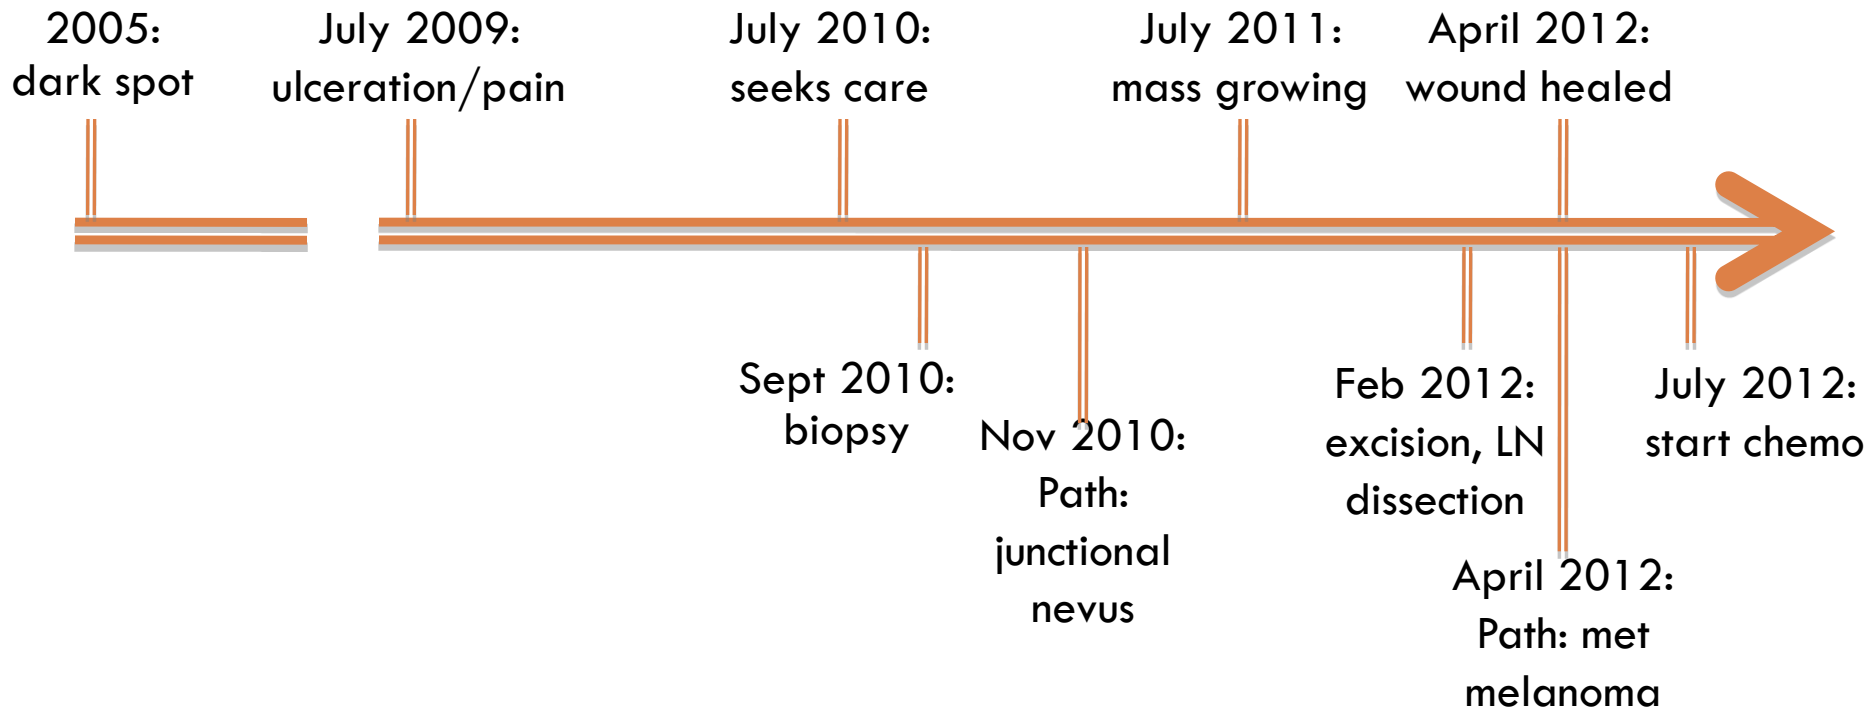 2005:
dark spot
July 2009:
ulceration/pain
July 2010:
seeks care
July 2011:
mass growing
April 2012:
wound healed
Sept 2010:
biopsy
Nov 2010:
Path:
junctional
nevus
Feb 2012:
excision, LN
dissection
April 2012:
Path: met
melanoma
July 2012:
start chemo